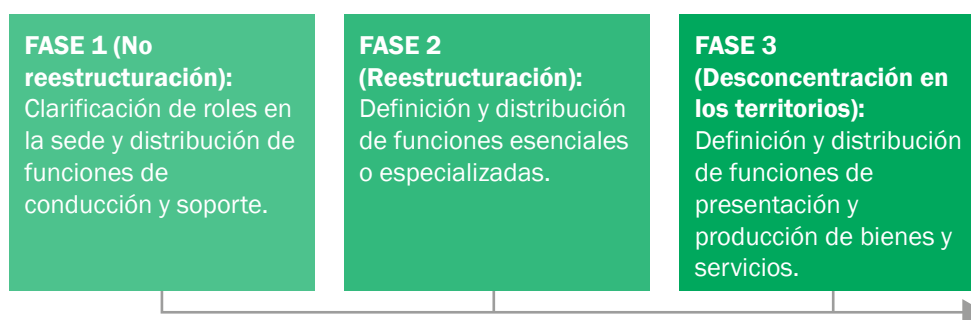 FASE 1 (No
reestructuración):
Clarificación de roles en
la sede y distribución de
funciones de
conducción y soporte.
FASE 2
(Reestructuración):
Definición y distribución
de funciones esenciales
o especializadas.
FASE 3
(Desconcentración en
los territorios):
Definición y distribución
de funciones de
presentación y
producción de bienes y
servicios.